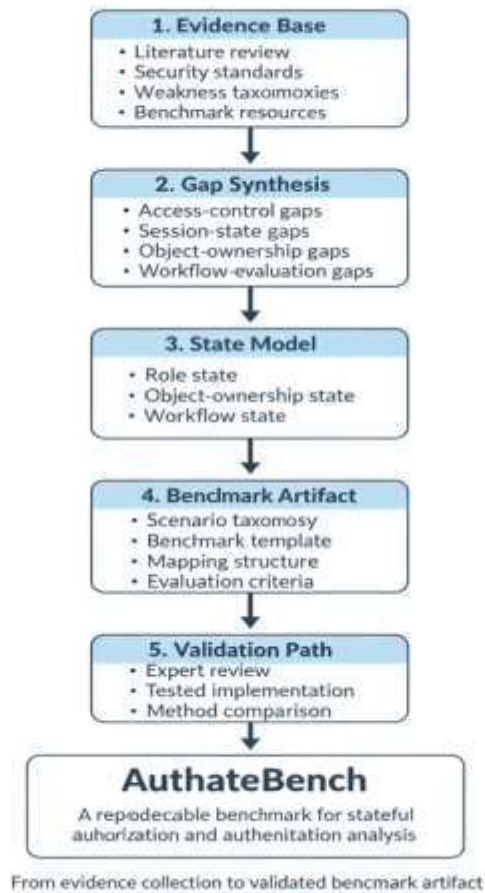 1. Evidence Base
• Literature review
• Security standards
• Weakness taxoımoxies
• Benchmark resources
2. Gap Synthesis
• Access-control gaps
• Session-state gaps
• Object-ownership gaps
• Workflow-evaluation gaps
3. State Model
• Role state
• Object-ownership state
• Workflow state
4. Benclmark Artifact
• Scenario taxomosy
• Benchmark template
• Mapping structure
• Evaluation criteria
5. Validation Path
• Expert review
• Tested implementation
• Method comparison
AuthateBench
A repodecable benchmark for stateful
auhorization and authenitation analysis
From evidence collection to validated bencmark artifact